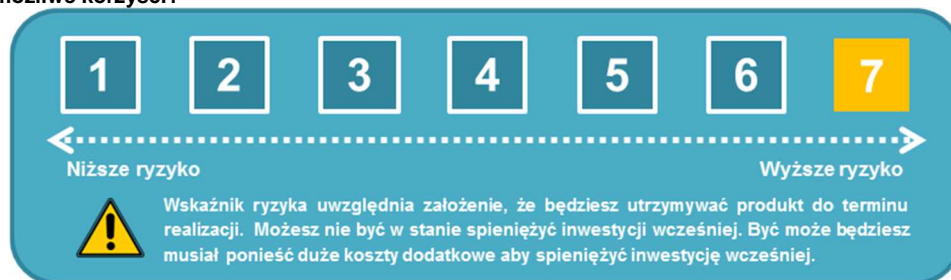 możliwe korzyści?
1 2 3 4 5 6 7
Niższe ryzyko Wyższe ryzyko
Wskaźnik ryzyka uwzględnia założenie, że będziesz utrzymywać produkt do terminu
realizacji. Możesz nie być w stanie spieniężyć inwestycji wcześniej. Być może będziesz
musiał ponieść duże koszty dodatkowe aby spieniężyć inwestycję wcześniej.